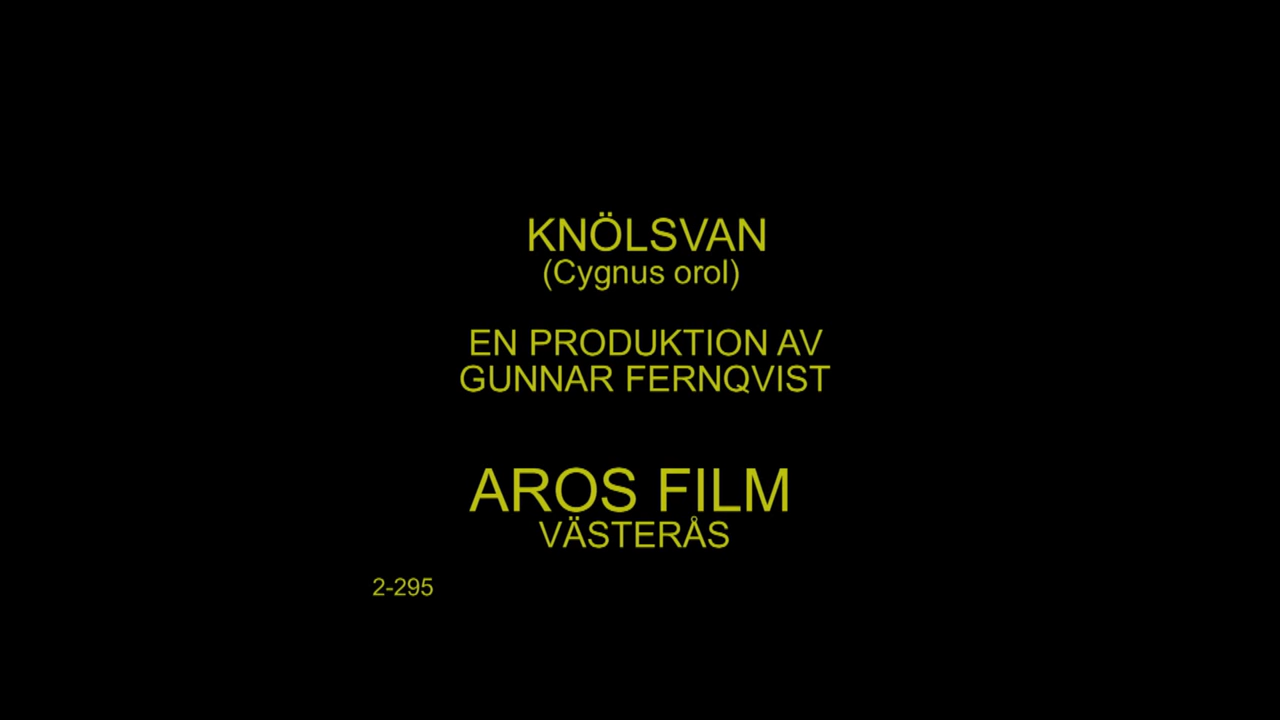 KNÖLSVAN
(Cygnus orol)
EN PRODUKTION AV
GUNNAR FERNQVIST
AROS FILM
VÄSTERÅS
2-295